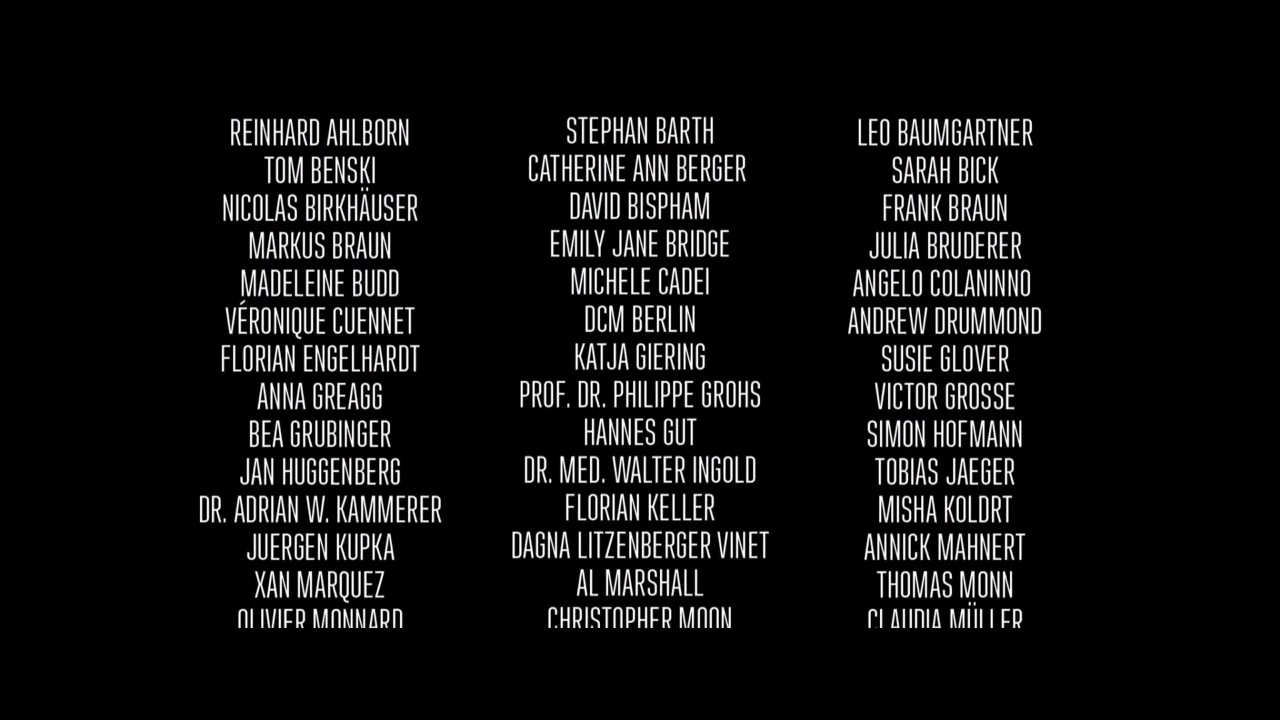 REINHARD AHLBORN STEPHAN BARTH LEO BAUMGARTNER
TOM BENSKI CATHERINE ANN BERGER SARAH BICK
NICOLAS BIRKHÄUSER DAVID BISPHAM FRANK BRAUN
MARKUS BRAUN EMILY JANE BRIDGE JULIA BRUDERER
MADELEINE BUDD MICHELE CADEI ANGELO COLANINNO
VÉRONIQUE CUENNET DCM BERLIN ANDREW DRUMMOND
FLORIAN ENGELHARDT KATJA GIERING SUSIE GLOVER
ANNA GREAGG PROF. DR. PHILIPPE GROHS VICTOR GROSSE
BEA GRUBINGER HANNES GUT SIMON HOFMANN
JAN HUGGENBERG DR. MED. WALTER INGOLD TOBIAS JAEGER
DR. ADRIAN W. KAMMERER FLORIAN KELLER MISHA KOLDRT
JUERGEN KUPKA DAGNA LITZENBERGER VINET ANNICK MAHNERT
XAN MARQUEZ AL MARSHALL THOMAS MONN
OLIVIER MONNARD CHRISTOPHER MOON CLAUDIA MÜLLER